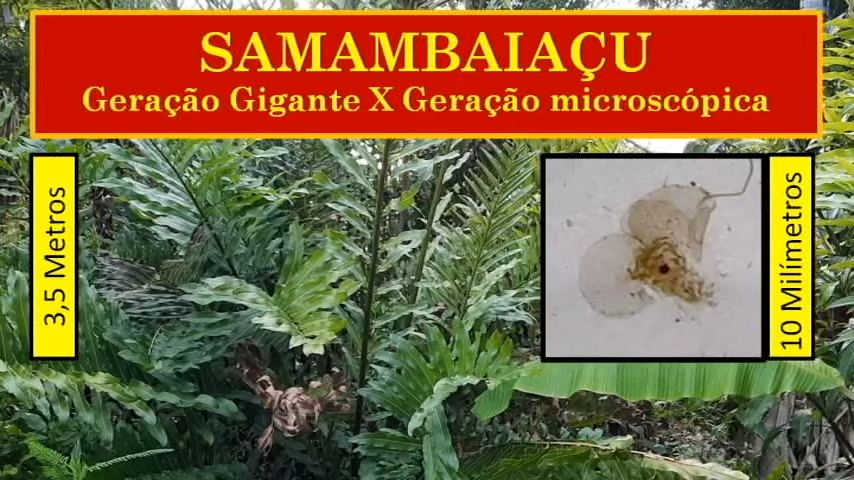 SAMAMBAIAÇU
Geração Gigante X Geração microscópica
3,5 Metros
10 Milímetros